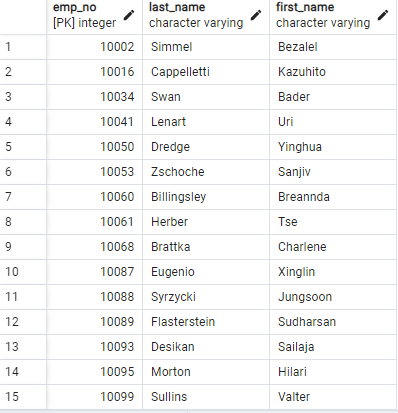 emp_no last_name first_name
[PK] integer character varying character varying
1 10002 Simmel Bezalel
2 10016 Cappelletti Kazuhito
3 10034 Swan Bader
4 10041 Lenart Uri
5 10050 Dredge Yinghua
6 10053 Zschoche Sanjiv
7 10060 Billingsley Breannda
8 10061 Herber Tse
9 10068 Brattka Charlene
10 10087 Eugenio Xinglin
11 10088 Syrzycki Jungsoon
12 10089 Flasterstein Sudharsan
13 10093 Desikan Sailaja
14 10095 Morton Hilari
15 10099 Sullins Valter